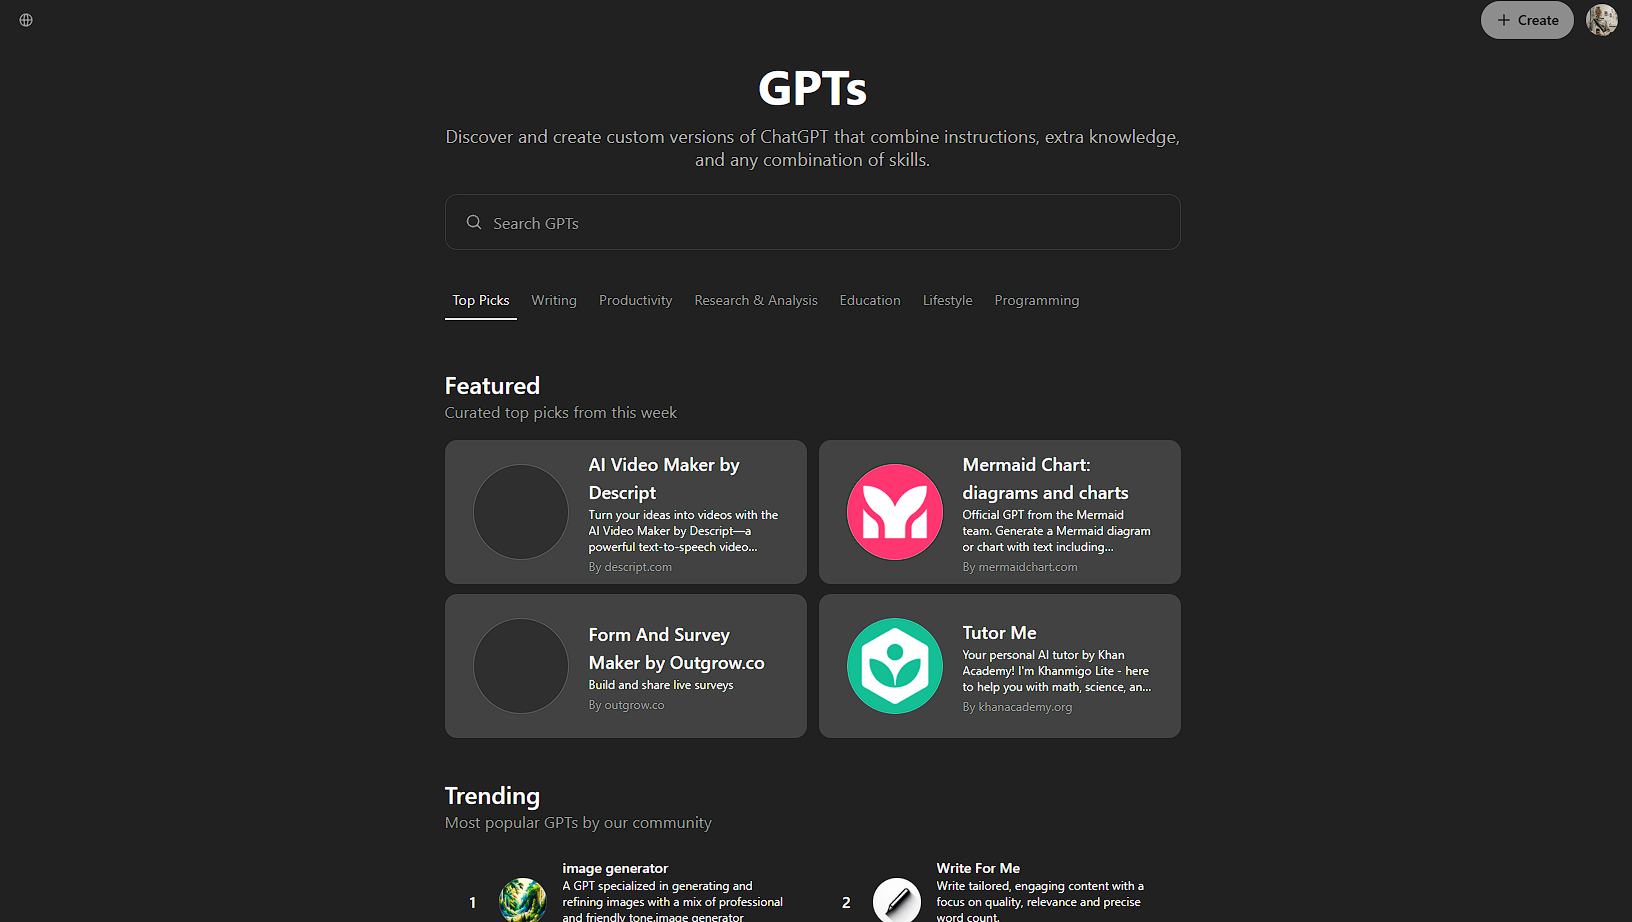 Create
GPTs
Discover and create custom versions of ChatGPT that combine instructions, extra knowledge,
and any combination of skills.
Search GPTs
Top Picks Writing Productivity Research & Analysis Education Lifestyle Programming
Featured
Curated top picks from this week
AI Video Maker by
Descript
Turn your ideas into videos with the
AI Video Maker by Descript—a
powerful text-to-speech video...
By descript.com
Mermaid Chart:
diagrams and charts
Official GPT from the Mermaid
team. Generate a Mermaid diagram
or chart with text including...
By mermaidchart.com
Form And Survey
Maker by Outgrow.co
Build and share live surveys
By outgrow.co
Tutor Me
Your personal AI tutor by Khan
Academy! I'm Khanmigo Lite - here
to help you with math, science, an...
By khanacademy.org
Trending
Most popular GPTs by our community
1
image generator
A GPT specialized in generating and
refining images with a mix of professional
and friendly tone.image generator
2
Write For Me
Write tailored, engaging content with a
focus on quality, relevance and precise
word count.